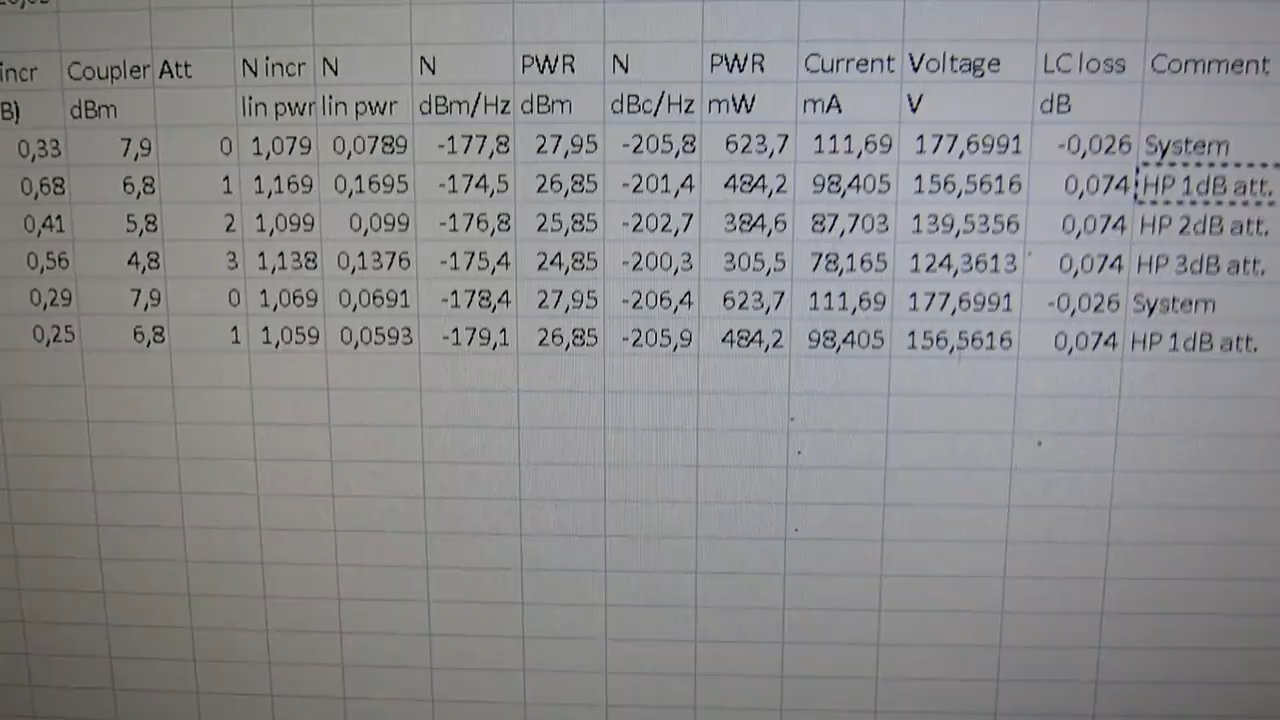 incr Coupler Att N incr N N PWR N PWR Current Voltage LC loss Comment
B) dBm lin pwr lin pwr dBm/Hz dBm dBc/Hz mW mA V dB
0,33 7,9 0 1,079 0,0789 -177,8 27,95 -205,8 623,7 111,69 177,6991 -0,026 System
0,68 6,8 1 1,169 0,1695 -174,5 26,85 -201,4 484,2 98,405 156,5616 0,074 HP 1dB att.
0,41 5,8 2 1,099 0,099 -176,8 25,85 -202,7 384,6 87,703 139,5356 0,074 HP 2dB att.
0,56 4,8 3 1,138 0,1376 -175,4 24,85 -200,3 305,5 78,165 124,3613 0,074 HP 3dB att.
0,29 7,9 0 1,069 0,0691 -178,4 27,95 -206,4 623,7 111,69 177,6991 -0,026 System
0,25 6,8 1 1,059 0,0593 -179,1 26,85 -205,9 484,2 98,405 156,5616 0,074 HP 1dB att.